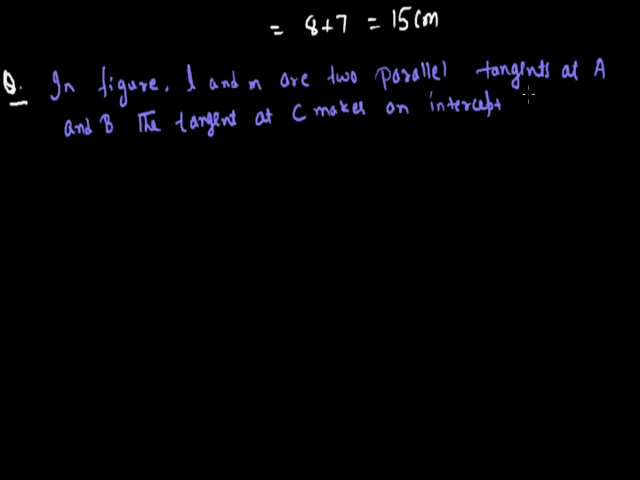 = 8+7 = 15cm
Q. In figure, l and m are two parallel tangents at A
and B The tangent at C makes an intercept